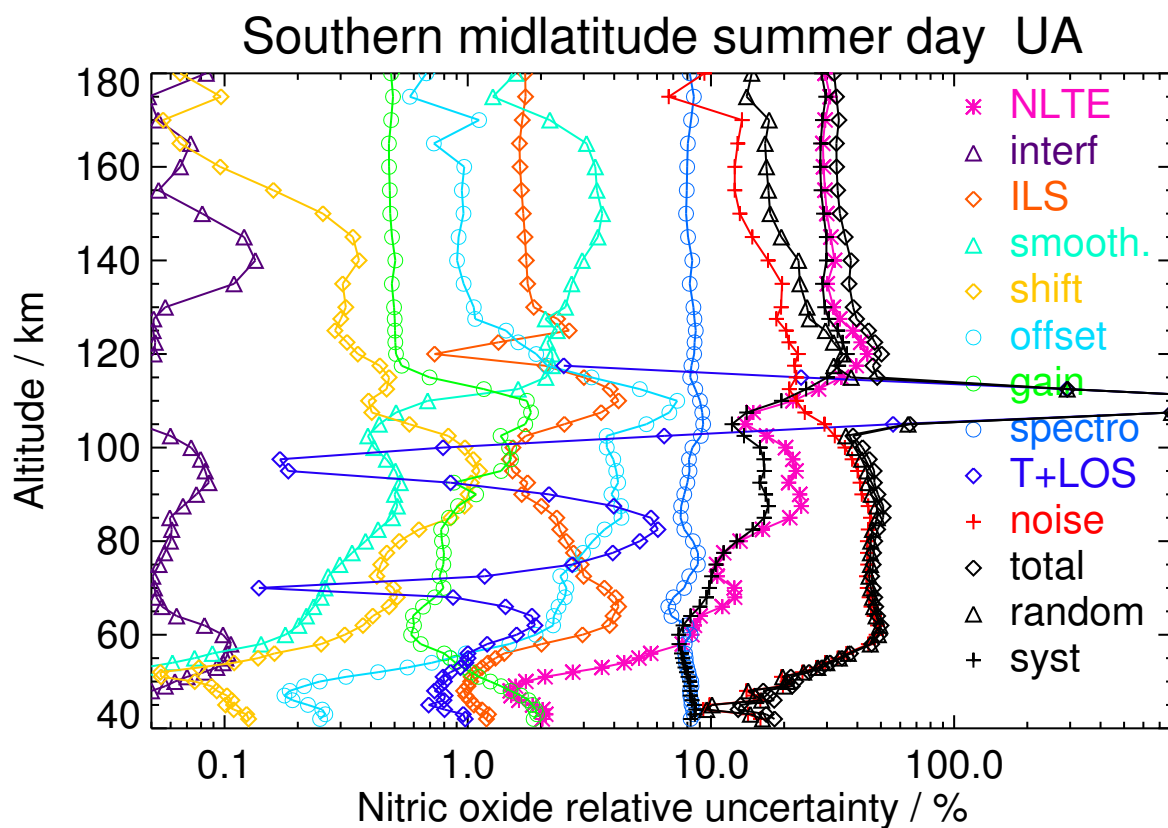 Southern midlatitude summer day UA
180
160
140
120
100
80
60
40
Altitude / km
NLTE
interf
ILS
smooth.
shift
offset
gain
spectro
T+LOS
noise
total
random
syst
0.1 1.0 10.0 100.0
Nitric oxide relative uncertainty / %